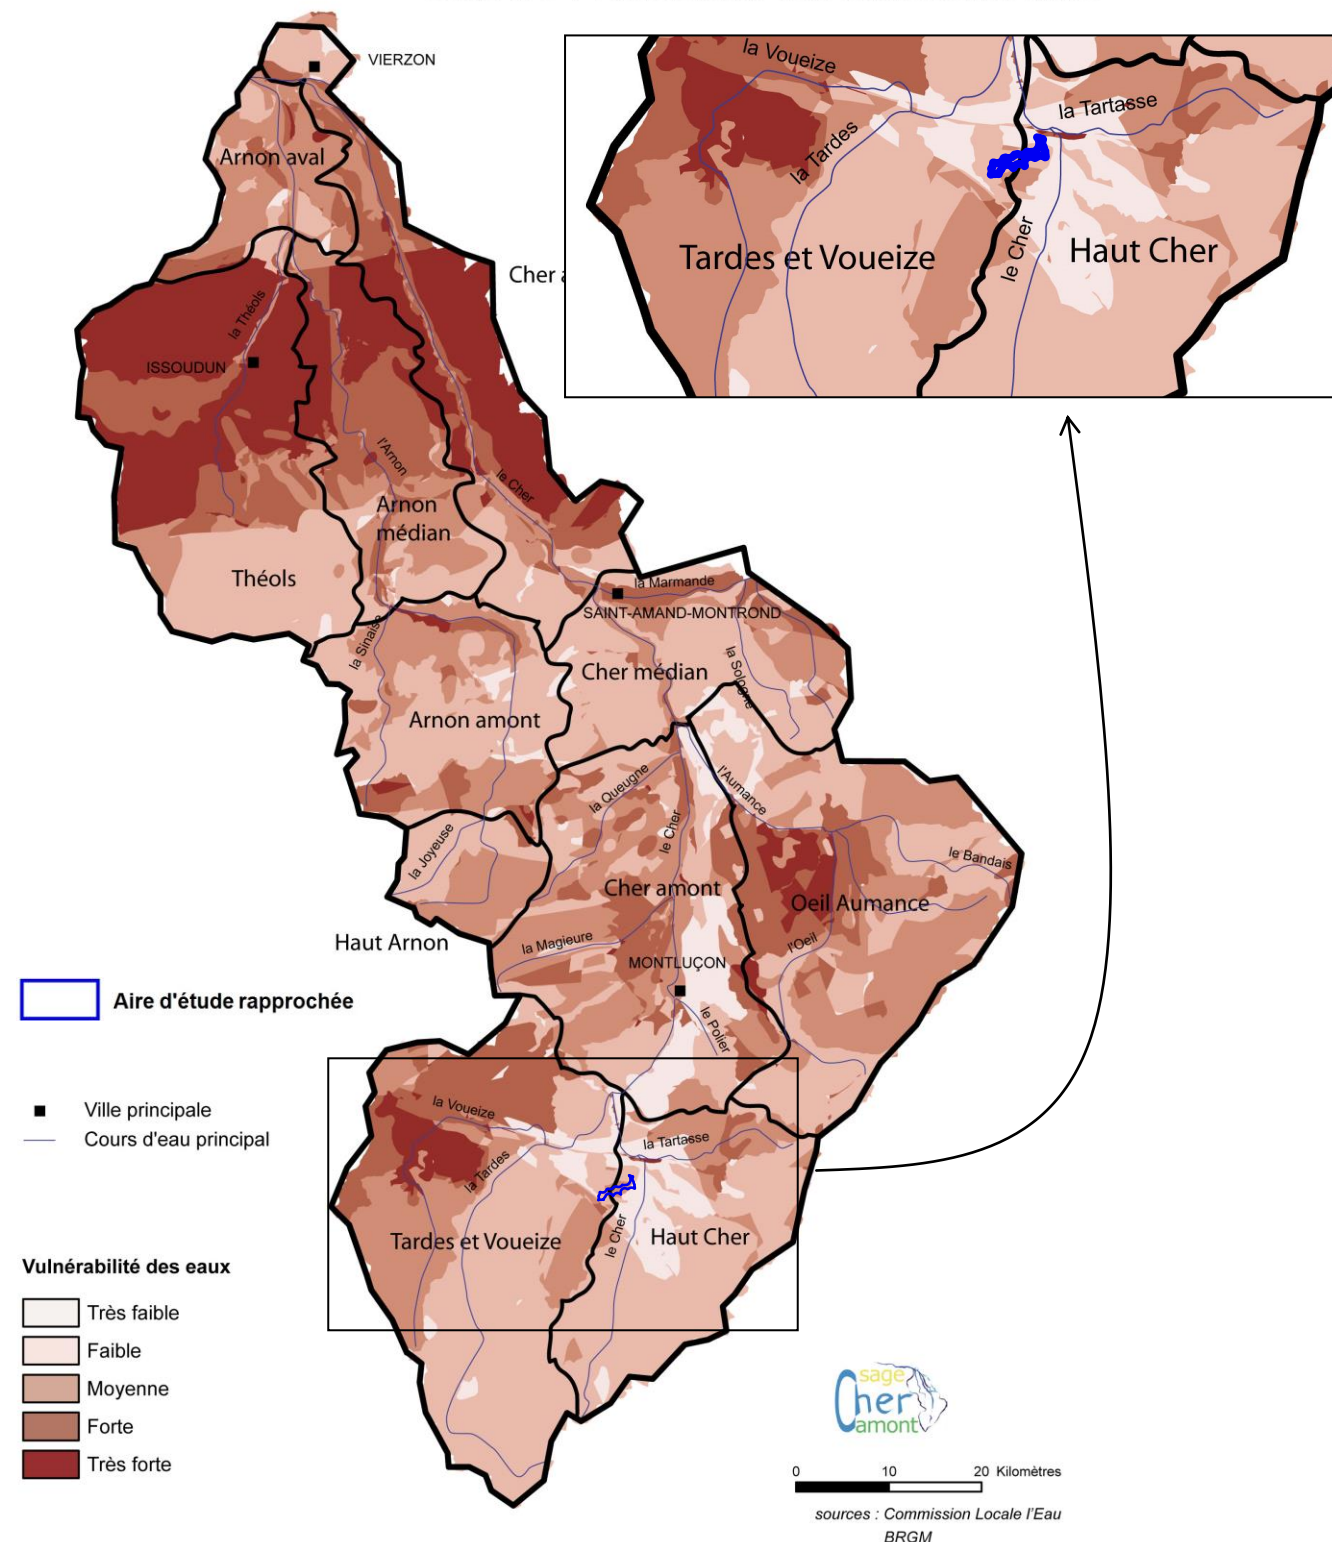 VIERZON
la Voueize
la Tartasse
la Tardes
Arnon aval
Tardes et Voueize
le Cher
Haut Cher
Cher a
la Théols
ISSOUDUN
l'Arnon
le Cher
Arnon
médian
Théols
la Marmande
SAINT-AMAND-MONTROND
la Sinaise
Cher médian
la Sologne
Arnon amont
la Queugne
l'Aumance
le Cher
la Joyeuse
le Bandais
Cher amont
Oeil Aumance
Haut Arnon
la Magieure
l'Oeil
MONTLUÇON
Aire d'étude rapprochée
le Polier
Ville principale
Cours d'eau principal
la Voueize
la Tartasse
la Tardes
Tardes et Voueize
le Cher
Haut Cher
Vulnérabilité des eaux
Très faible
Faible
Moyenne
Forte
Très forte
sage
Cher
amont
0 10 20 Kilomètres
sources : Commission Locale l'Eau
BRGM